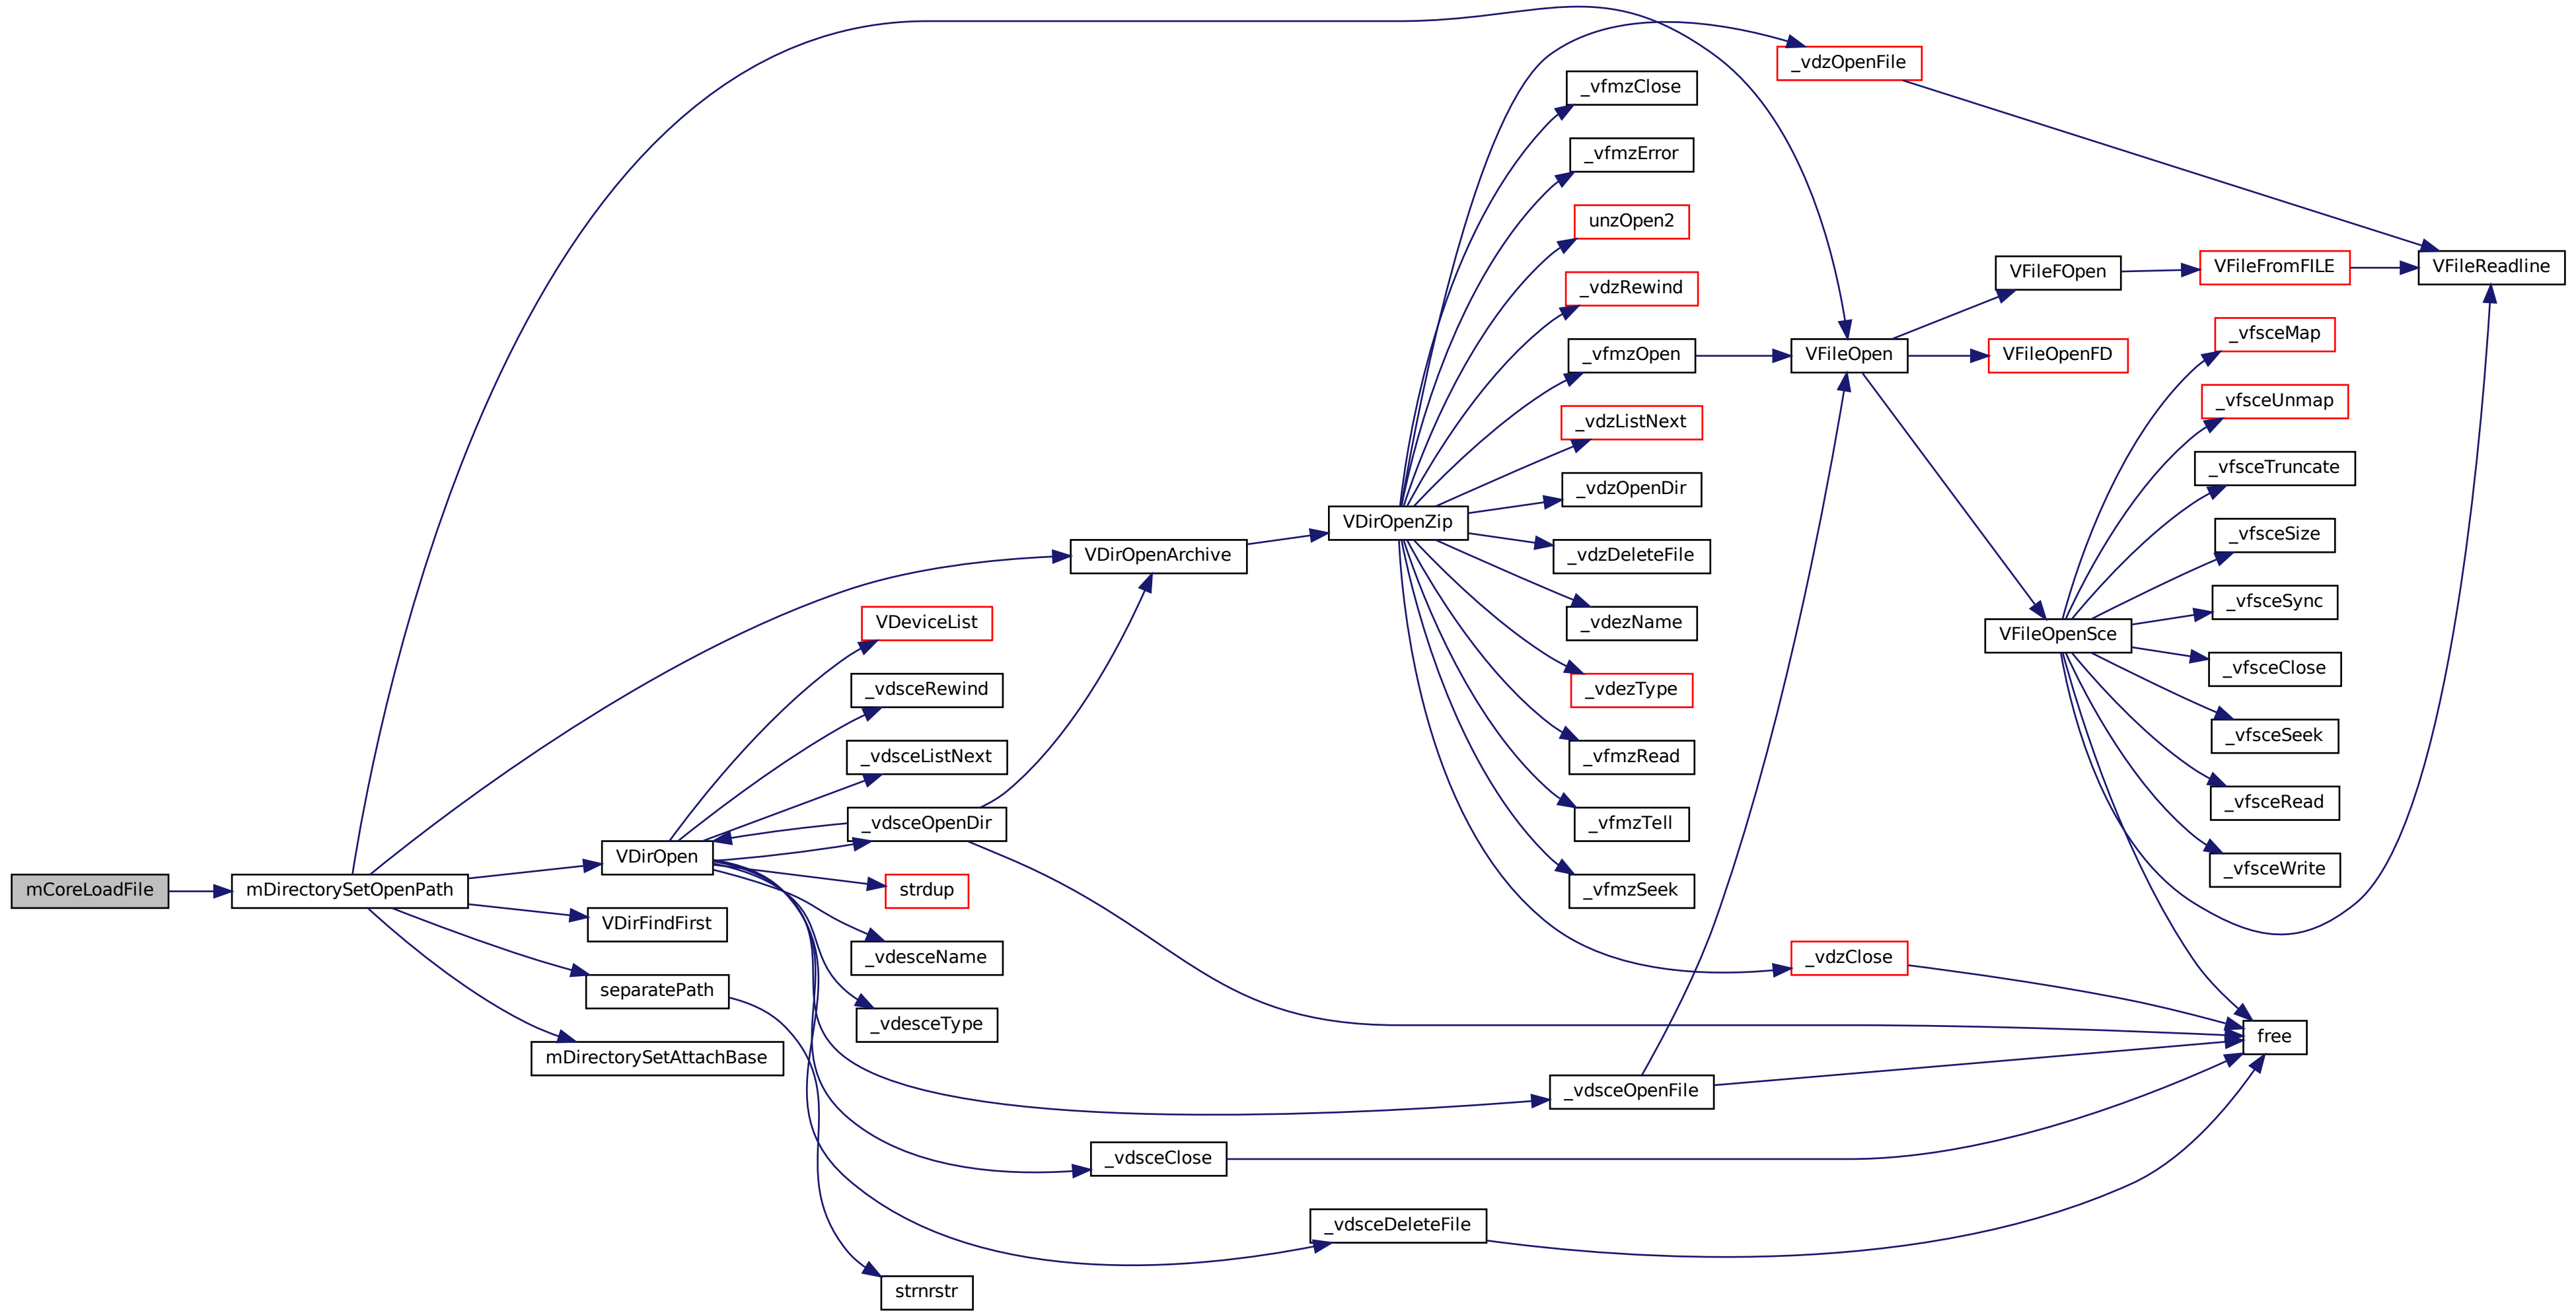 mCoreLoadFile
mDirectorySetOpenPath
VDirOpen
VDirFindFirst
separatePath
mDirectorySetAttachBase
VDeviceList
_vdsceRewind
_vdsceListNext
_vdsceOpenDir
strdup
_vdesceName
_vdesceType
strnrstr
VDirOpenArchive
_vdsceClose
VDirOpenZip
_vdsceDeleteFile
_vfmzClose
_vfmzError
unzOpen2
_vdzRewind
_vfmzOpen
_vdzListNext
_vdzOpenDir
_vdzDeleteFile
_vdezName
_vdezType
_vfmzRead
_vfmzTell
_vfmzSeek
_vdsceOpenFile
_vdzOpenFile
VFileOpen
_vdzClose
VFileFOpen
VFileOpenFD
VFileOpenSce
VFileFromFILE
_vfsceMap
_vfsceUnmap
_vfsceTruncate
_vfsceSize
_vfsceSync
_vfsceClose
_vfsceSeek
_vfsceRead
_vfsceWrite
free
VFileReadline